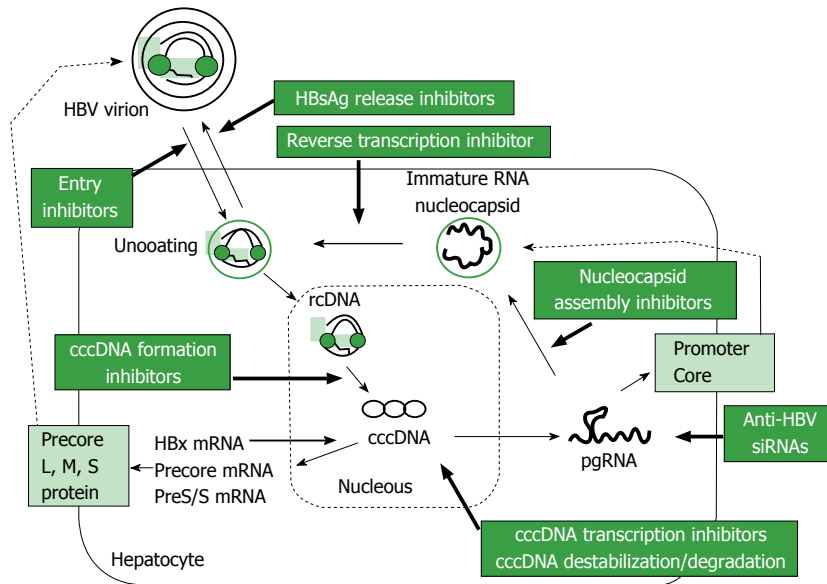 HBV virion
HBsAg release inhibitors
Reverse transcription inhibitor
Entry
inhibitors
Immature RNA
nucleocapsid
Unooating
Nucleocapsid
assembly inhibitors
rcDNA
cccDNA formation
inhibitors
Promoter
Core
Precore
L, M, S
protein
HBx mRNA
Precore mRNA
PreS/S mRNA
cccDNA
Nucleous
pgRNA
Anti-HBV
siRNAs
cccDNA transcription inhibitors
cccDNA destabilization/degradation
Hepatocyte